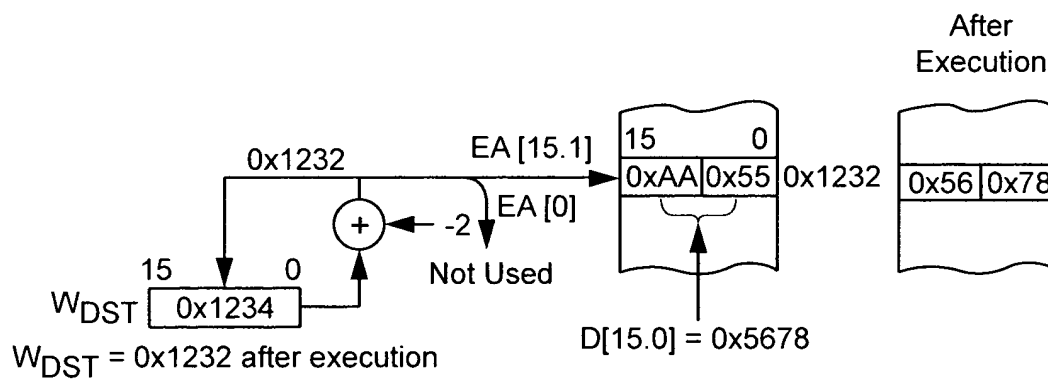 After
Execution
15 0
0x1232 EA [15.1]
0xAA 0x55 0x1232 0x56 0x78
EA [0]
+ -2
15 0 Not Used
WDST 0x1234
D[15.0] = 0x5678
WDST = 0x1232 after execution